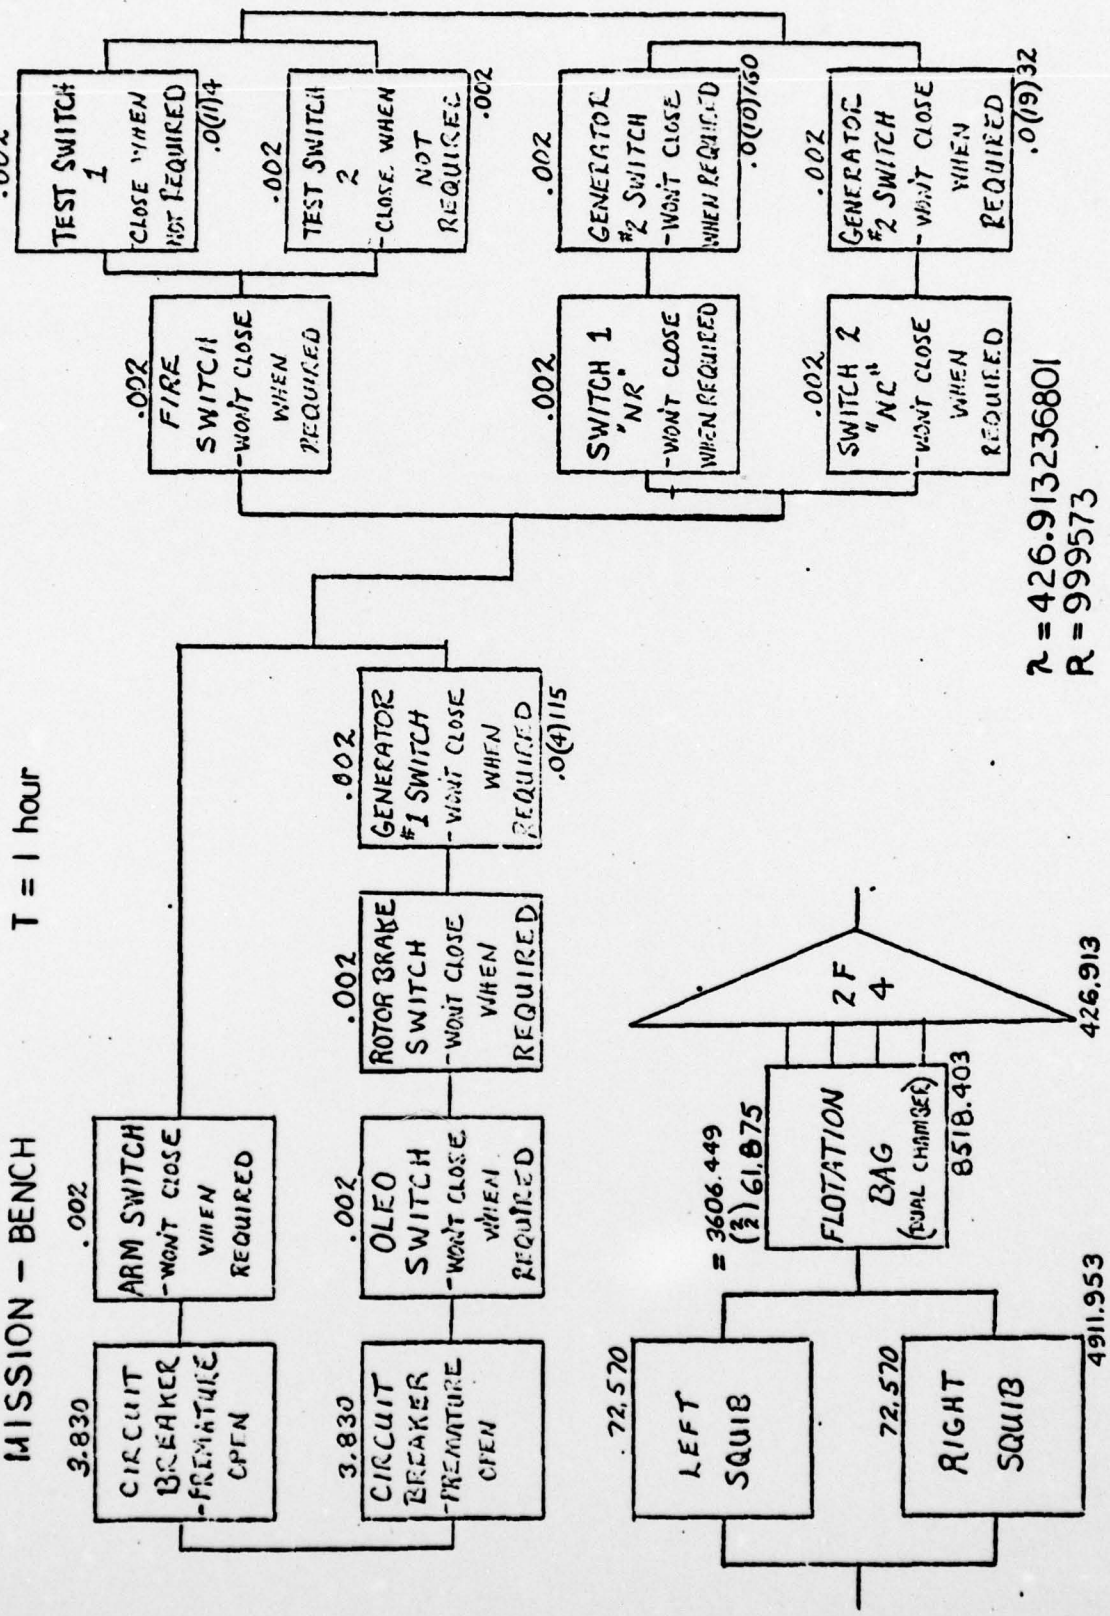 MISSION - BENCH
T = 1 hour
3.830
CIRCUIT
BREAKER
-PREMATURE
OPEN
.002
ARM SWITCH
-WON'T CLOSE
WHEN
REQUIRED
3.830
CIRCUIT
BREAKER
-PREMATURE
OPEN
.002
OLEO
SWITCH
-WON'T CLOSE
WHEN
REQUIRED
.002
ROTOR BRAKE
SWITCH
-WON'T CLOSE
WHEN
REQUIRED
.002
GENERATOR
#1 SWITCH
-WON'T CLOSE
WHEN
REQUIRED
.0(4)115
.002
FIRE
SWITCH
-WON'T CLOSE
WHEN
REQUIRED
.002
TEST SWITCH
1
CLOSE WHEN
NOT REQUIRED
.0(11)4
.002
TEST SWITCH
2
-CLOSE WHEN
NOT
REQUIRED
.002
.002
SWITCH 1
"NR"
-WON'T CLOSE
WHEN REQUIRED
.002
GENERATOR
#2 SWITCH
-WON'T CLOSE
WHEN REQUIRED
.0(10)160
.002
SWITCH 2
-WON'T CLOSE
WHEN
REQUIRED
.002
GENERATOR
#2 SWITCH
-WON'T CLOSE
WHEN
REQUIRED
.0(19)32
72.570
LEFT
SQUIB
72.570
RIGHT
SQUIB
4911.953
= 3606.449
(2/2) 61.875
FLOTATION
BAG
(DUAL CHAMBER)
8518.403
2F
4
426.913
λ = 426.913236801
R = 999573